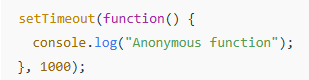 setTimeout(function() {
  console.log("Anonymous function");
}, 1000);